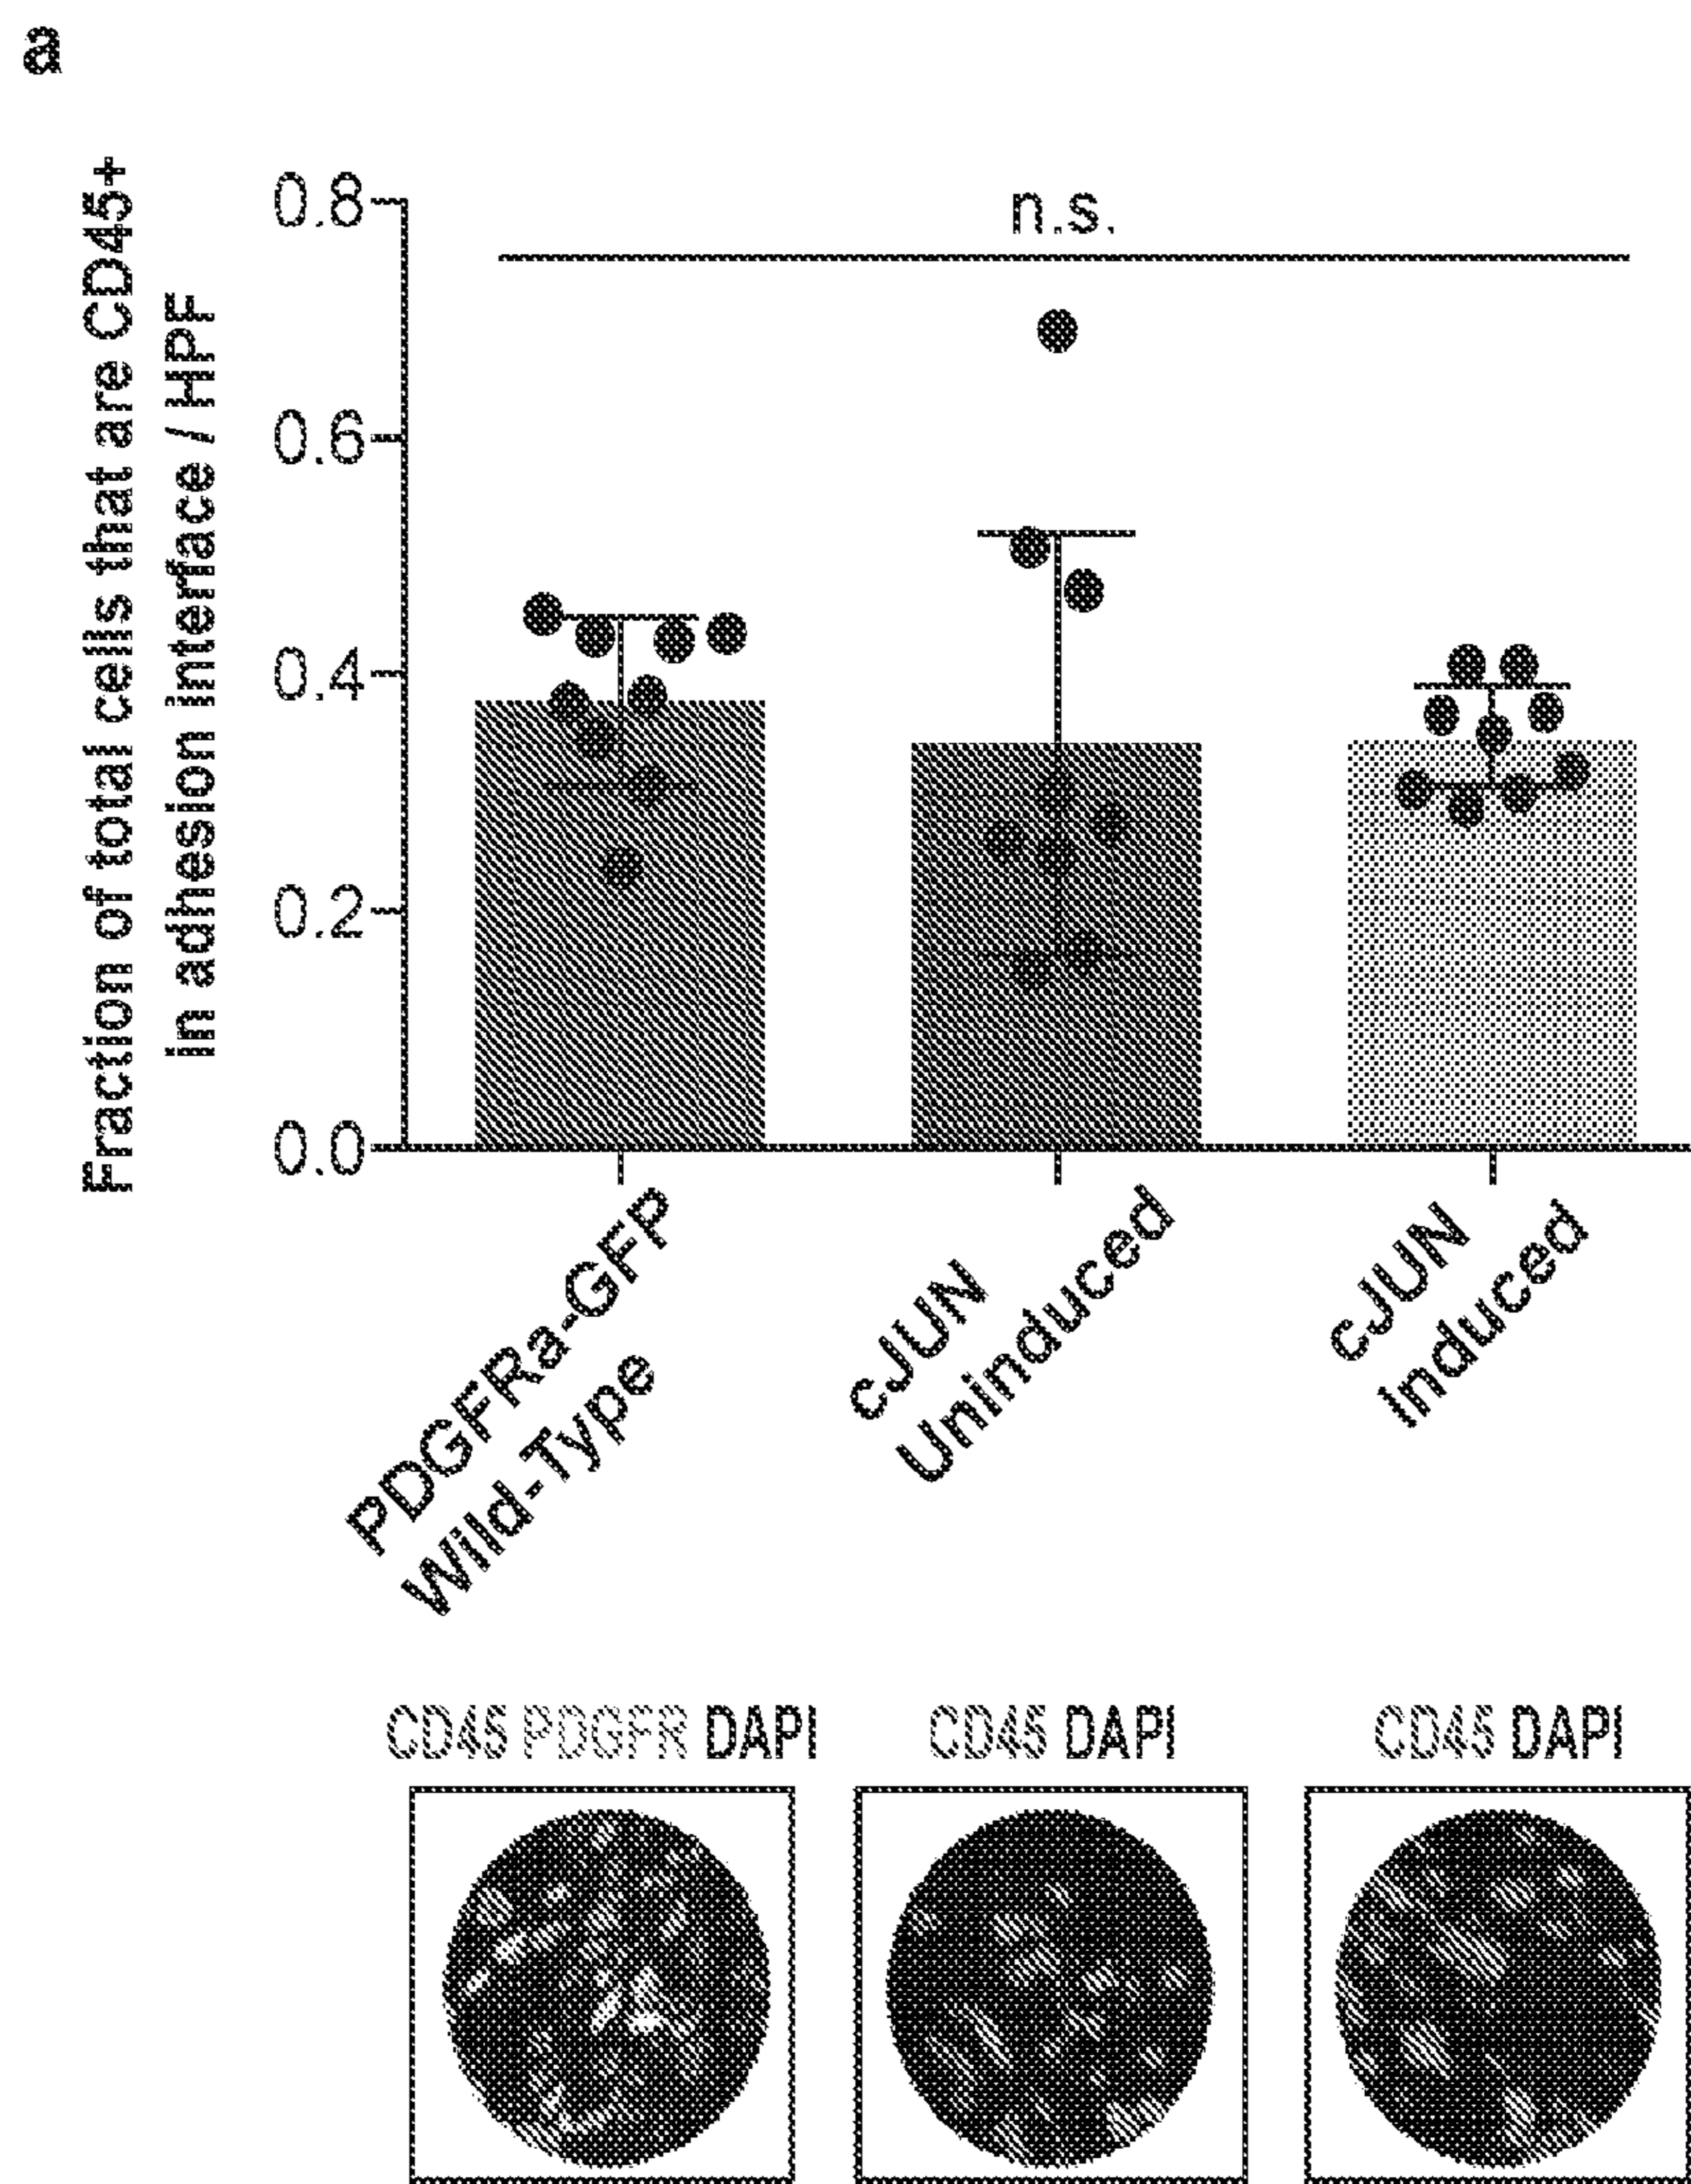 a
Fraction of total cells that are CD45+
in adhesion interface / HPF
0.8
0.6
0.4
0.2
0.0
n.s.
PDGFRa-GFP
Wild-Type
cJUN
Uninduced
cJUN
Induced
CD45 PDGFR DAPI
CD45 DAPI
CD45 DAPI